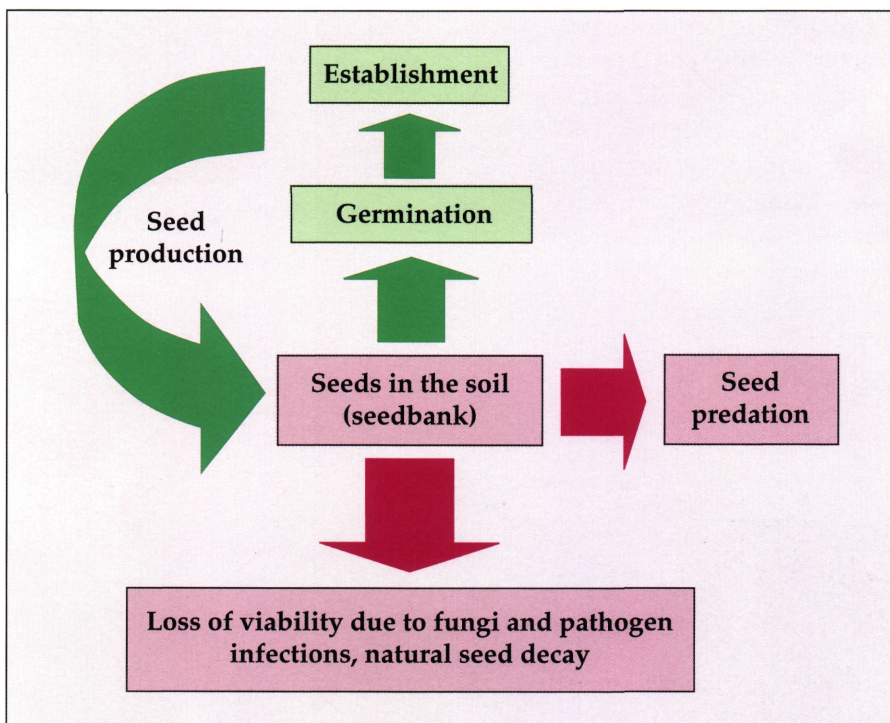 Establishment
Germination
Seed
production
Seeds in the soil
(seedbank)
Seed
predation
Loss of viability due to fungi and pathogen
infections, natural seed decay